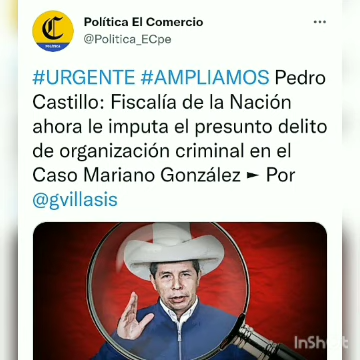 Política El Comercio
@Politica_ECpe
#URGENTE #AMPLIAMOS Pedro
Castillo: Fiscalía de la Nación
ahora le imputa el presunto delito
de organización criminal en el
Caso Mariano González ► Por
@gvillasis
InShot